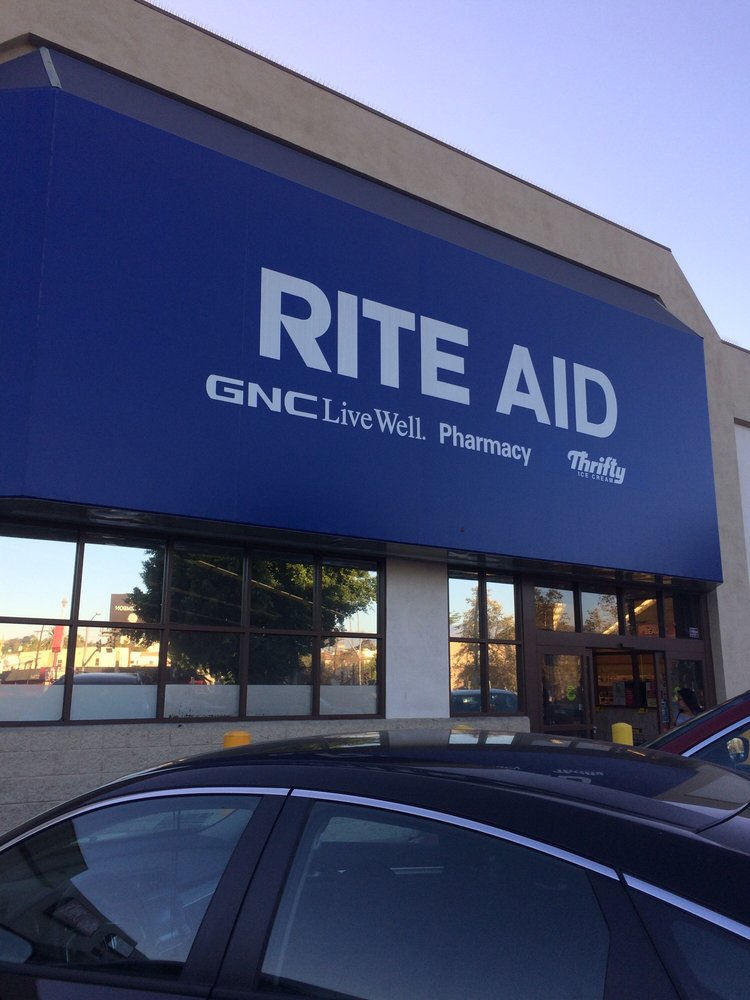 RITE AID
GNC LiveWell. Pharmacy
Thrifty
ICE CREAM